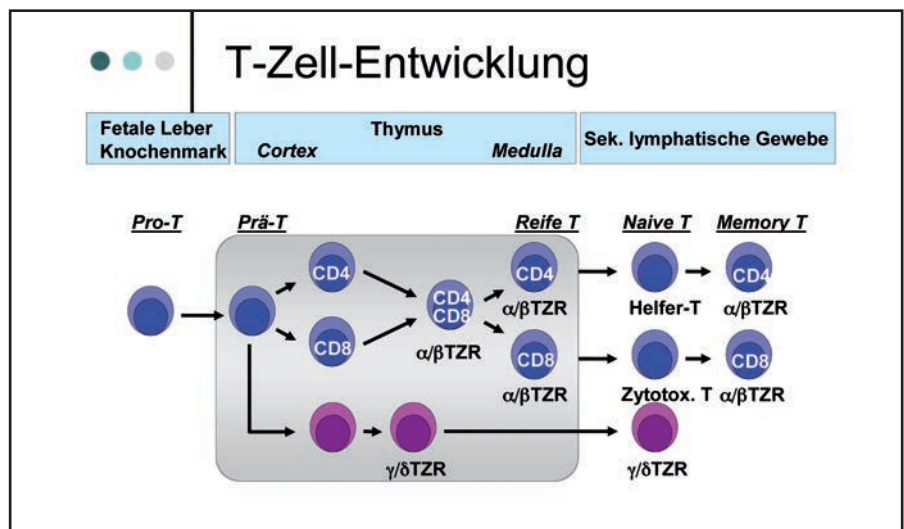 T-Zell-Entwicklung
Fetale Leber
Knochenmark
Thymus
Cortex
Medulla
Sek. lymphatische Gewebe
Pro-T
Prä-T
Reife T
Naive T
Memory T
CD4
CD8
CD4
CD8
α/βTZR
CD4
α/βTZR
Helfer-T
CD4
α/βTZR
CD8
α/βTZR
Zytotox. T
CD8
α/βTZR
γ/δTZR
γ/δTZR